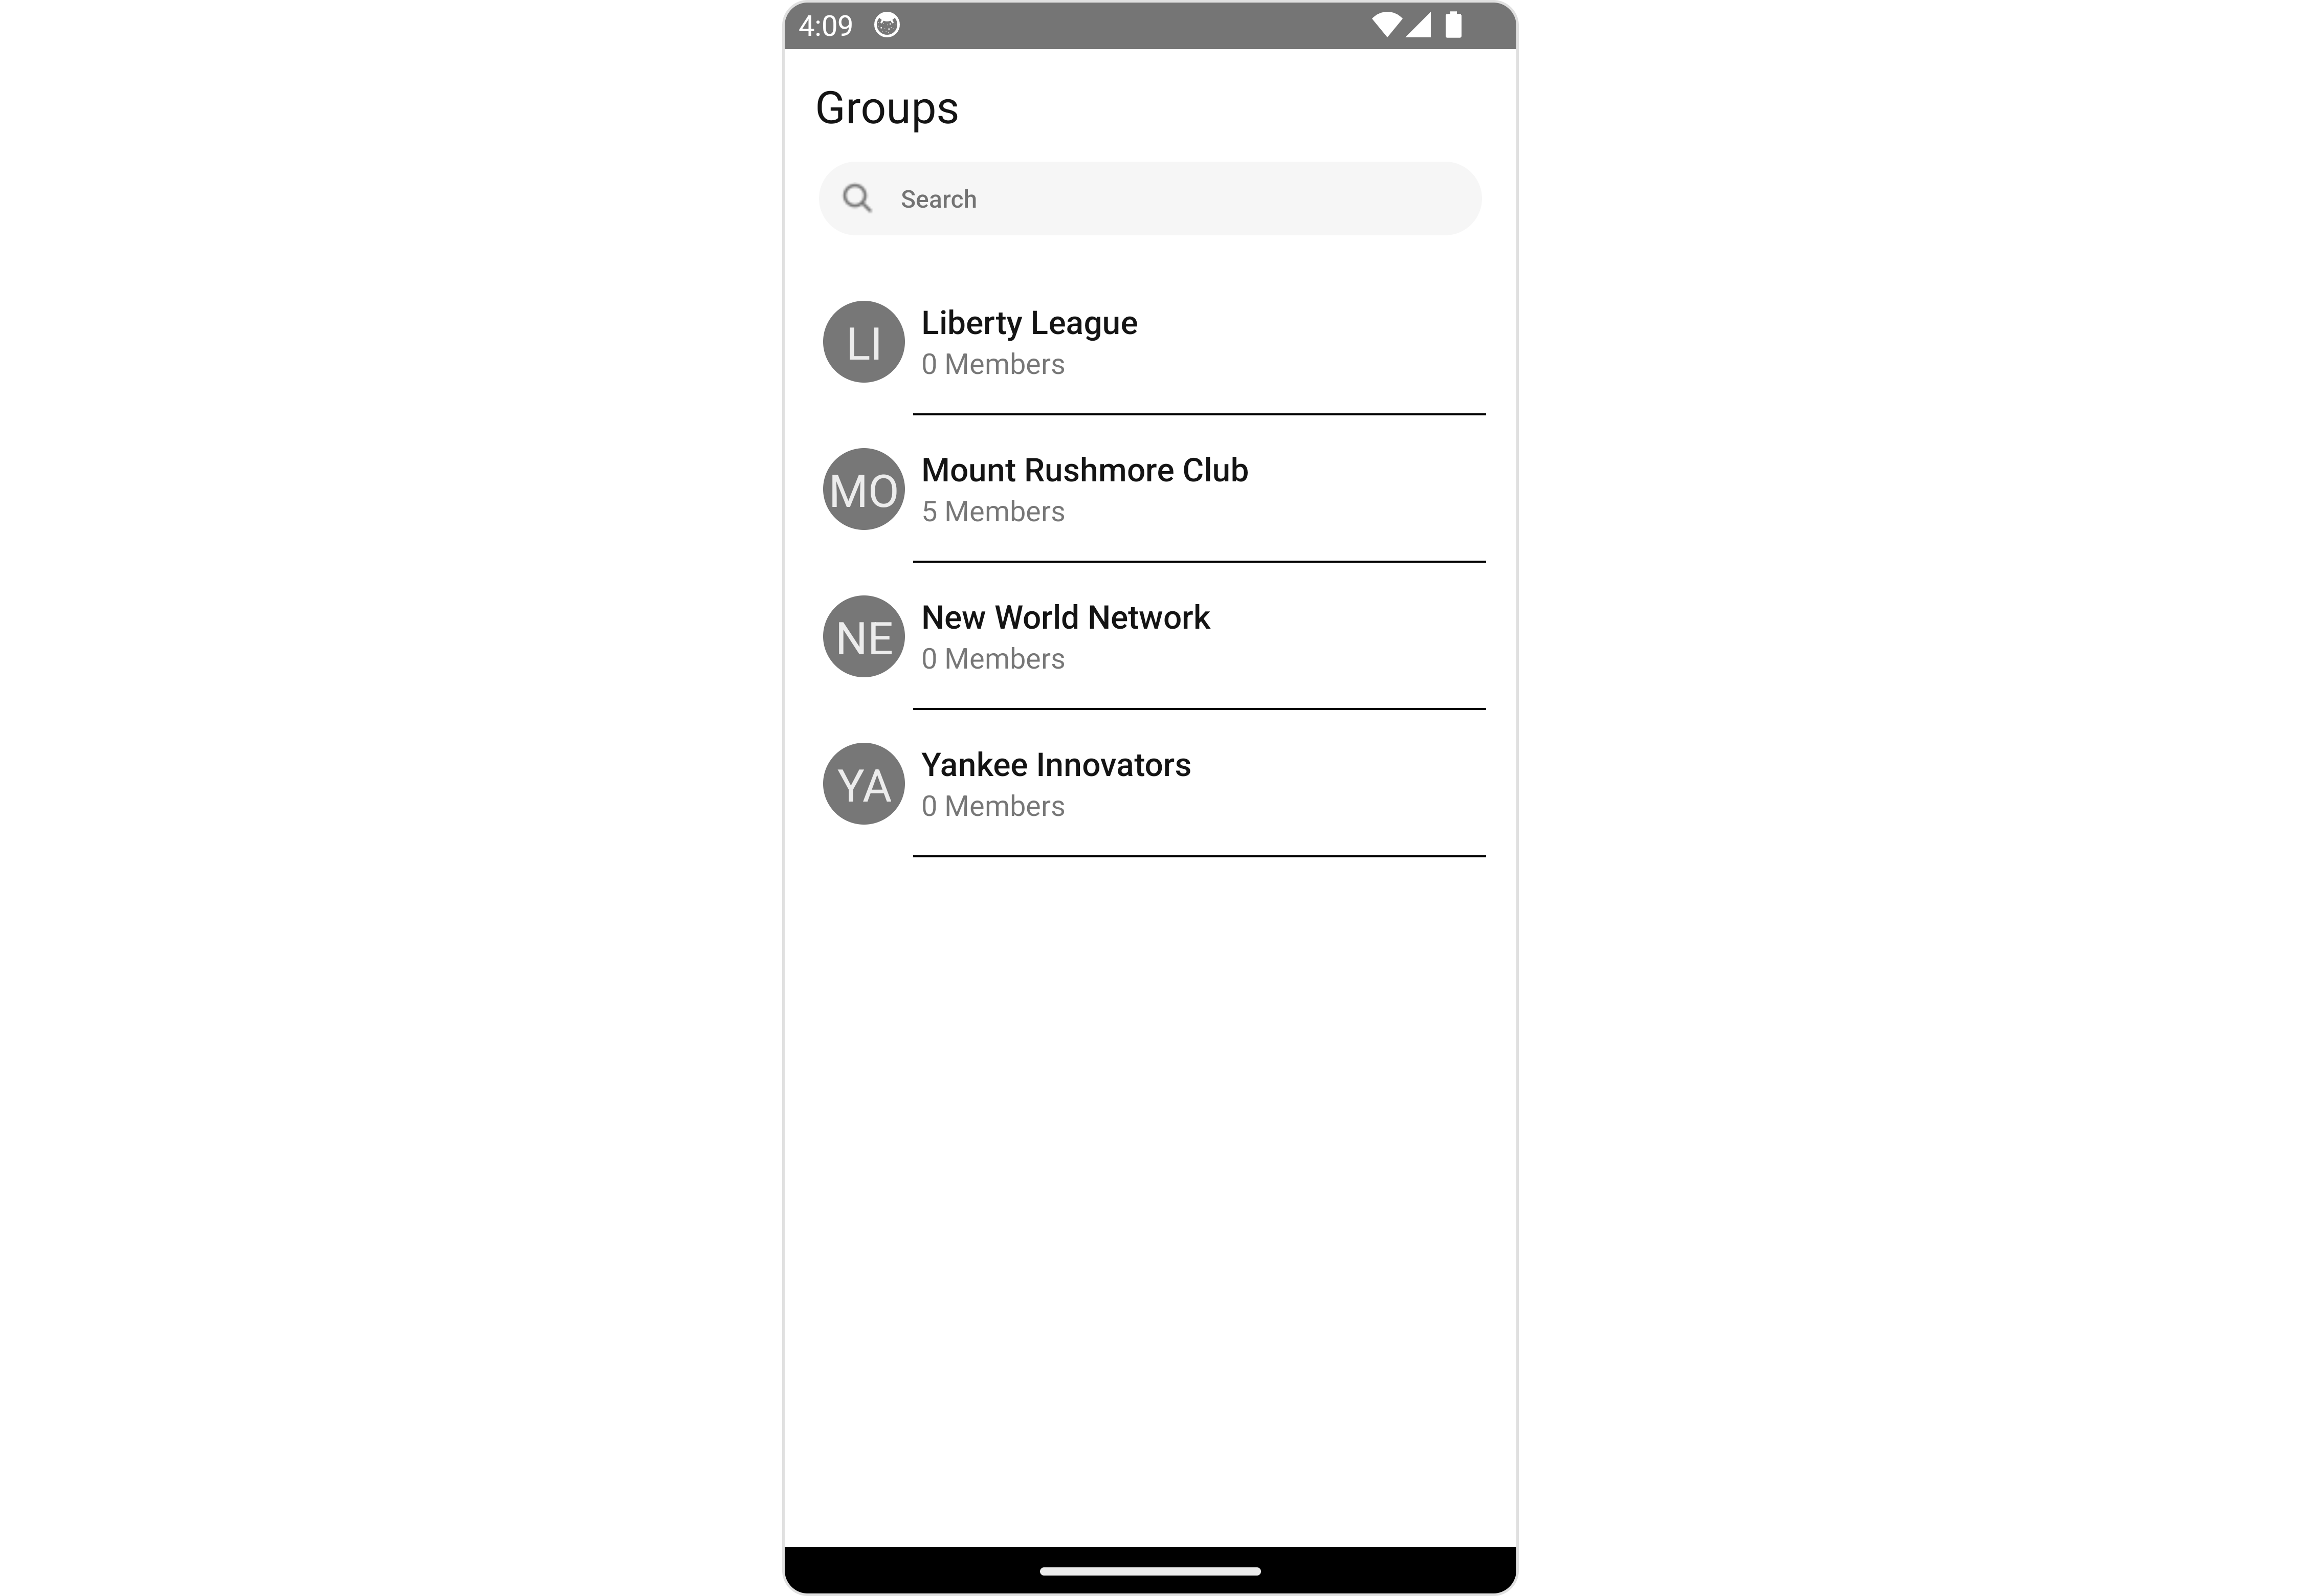 4:09
Groups
Search
LI
Liberty League
0 Members
MO
Mount Rushmore Club
5 Members
NE
New World Network
0 Members
YA
Yankee Innovators
0 Members